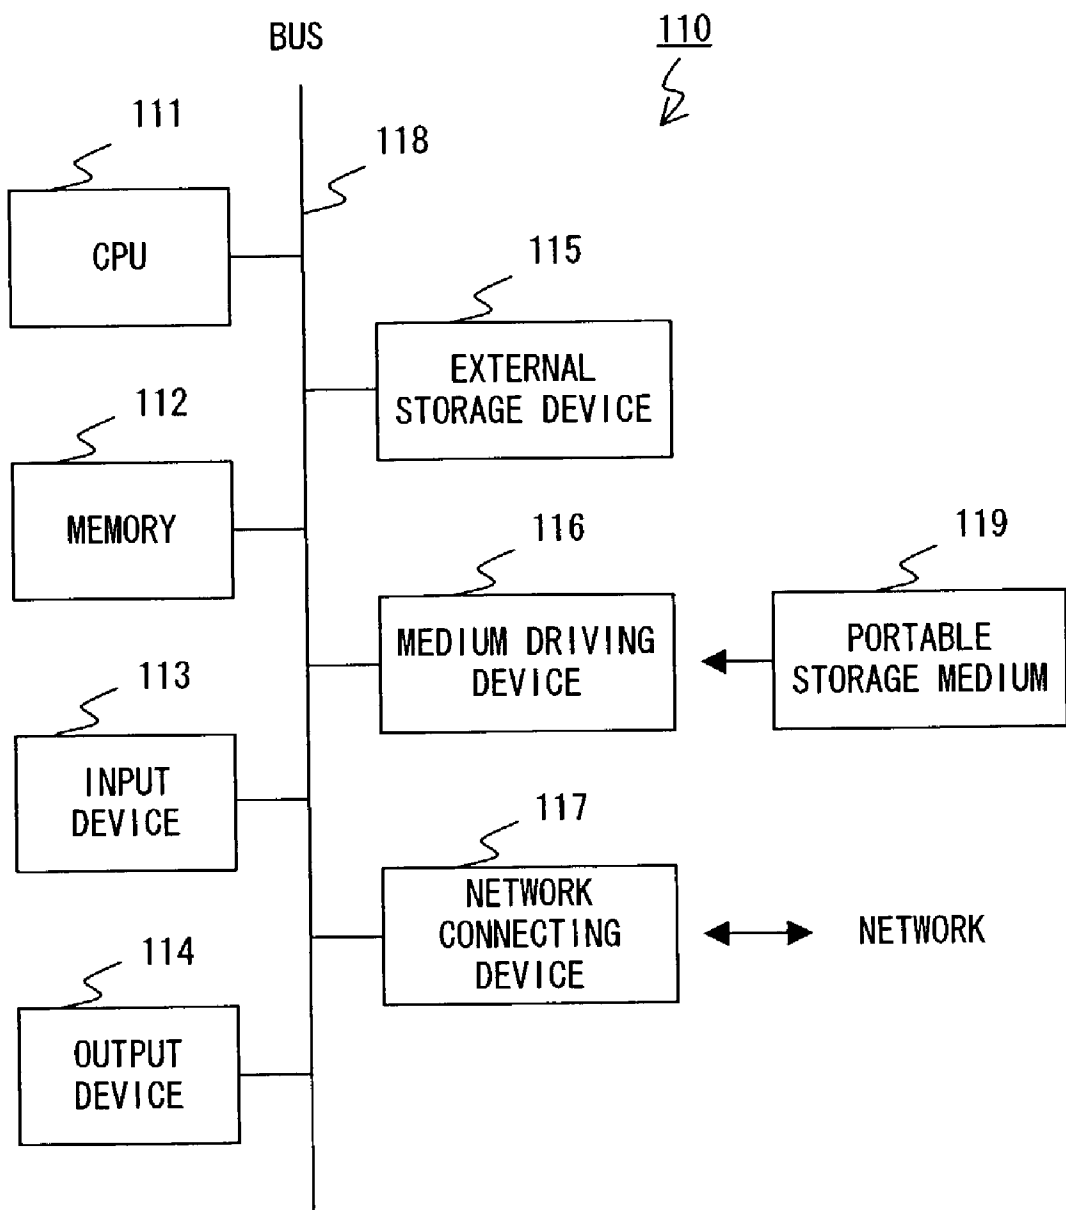 BUS
110
111
118
CPU
115
EXTERNAL
STORAGE DEVICE
112
MEMORY
116
119
MEDIUM DRIVING
DEVICE
PORTABLE
STORAGE MEDIUM
113
INPUT
DEVICE
117
NETWORK
CONNECTING
DEVICE
NETWORK
114
OUTPUT
DEVICE